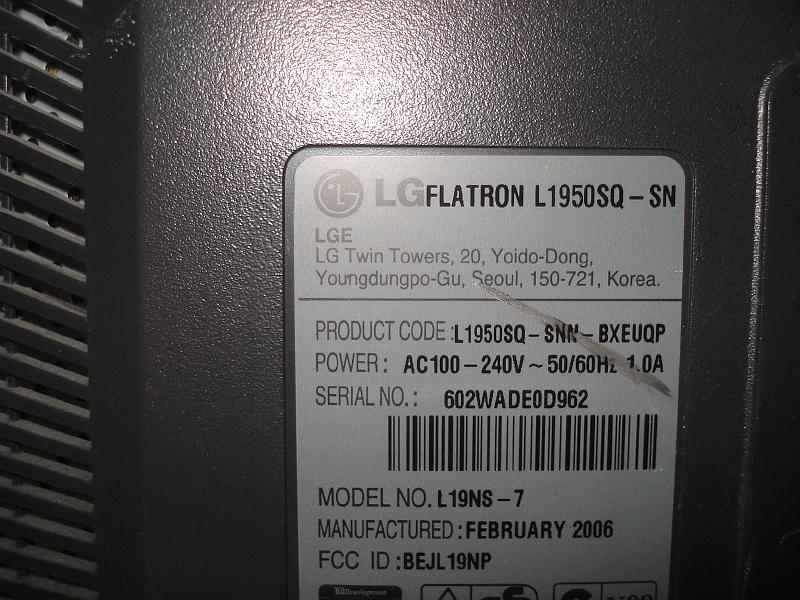 LG FLATRON L1950SQ-SN
LGE
LG Twin Towers, 20, Yoido-Dong,
Youngdungpo-Gu, Seoul, 150-721, Korea.
PRODUCT CODE : L1950SQ-SNN-BXEUQP
POWER : AC100-240V ~ 50/60Hz 1.0A
SERIAL NO. : 602WADE0D962
MODEL NO. L19NS-7
MANUFACTURED : FEBRUARY 2006
FCC ID : BEJL19NP